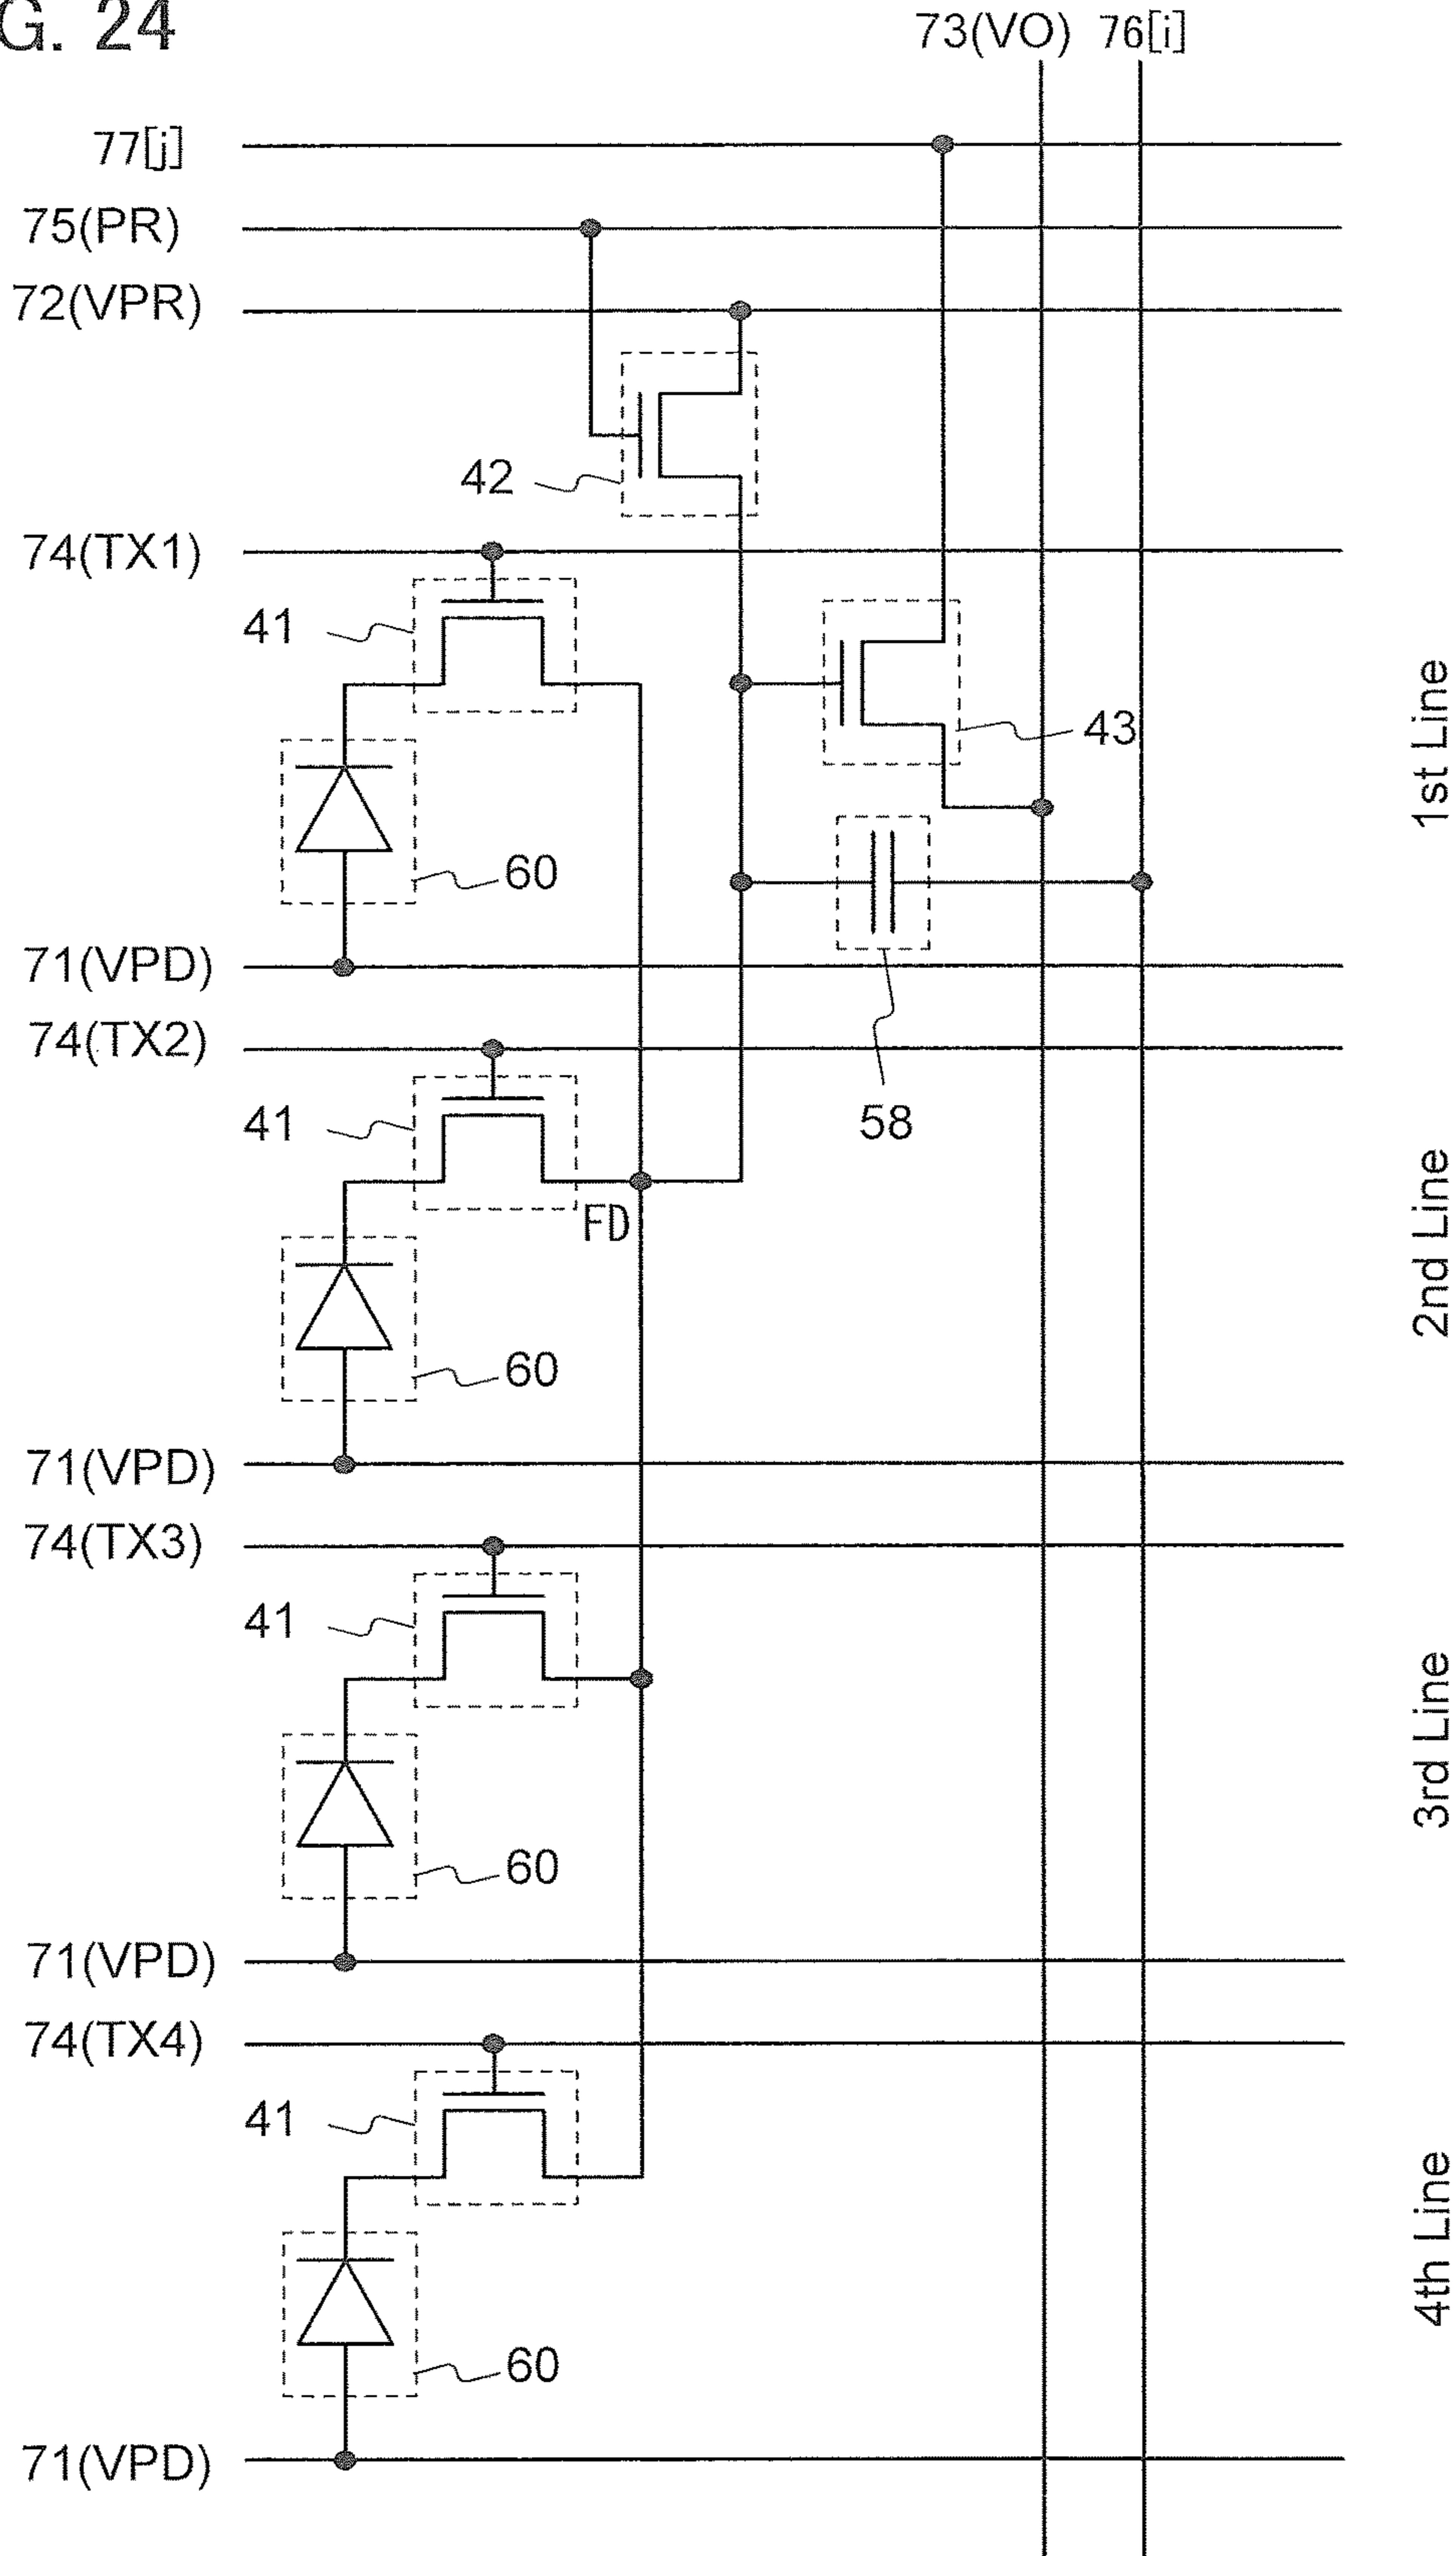 G. 24
73(VO) 76[i]
77[j]
75(PR)
72(VPR)
42
74(TX1)
41
43
1st Line
60
71(VPD)
74(TX2)
58
41
FD
2nd Line
60
71(VPD)
74(TX3)
41
3rd Line
60
71(VPD)
74(TX4)
41
4th Line
60
71(VPD)